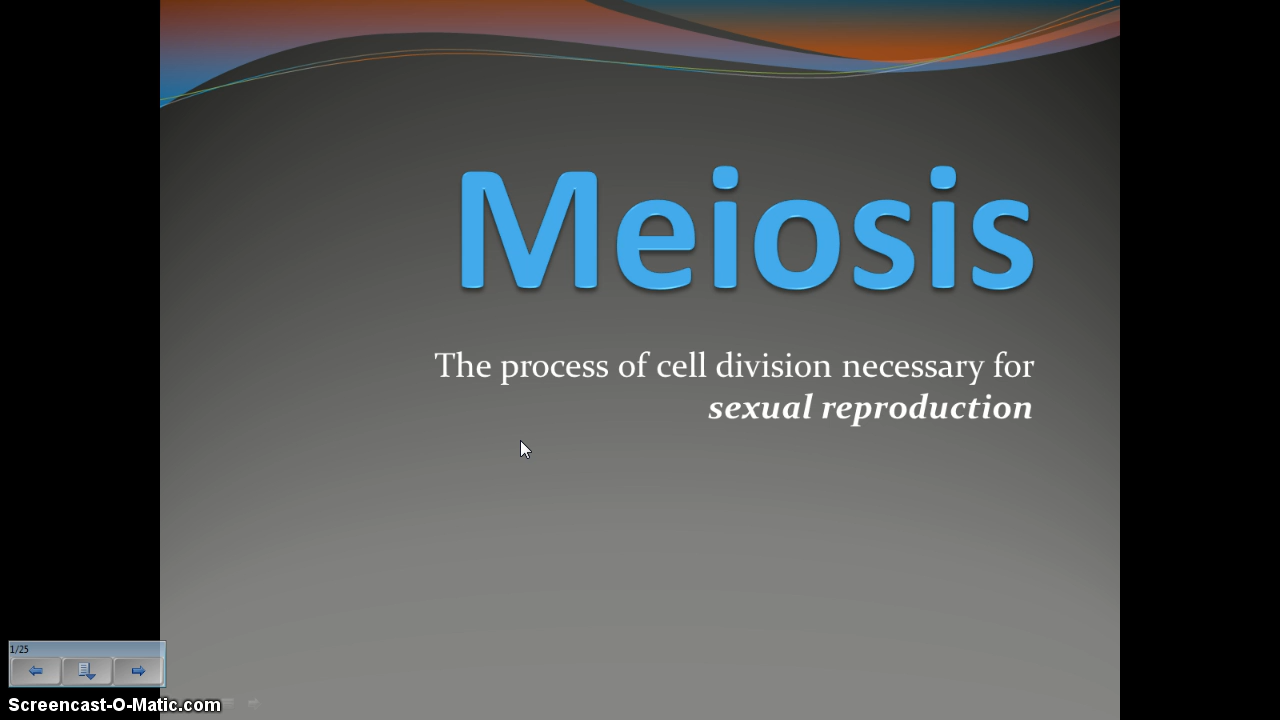 Meiosis
The process of cell division necessary for
sexual reproduction
1/25
Screencast-O-Matic.com